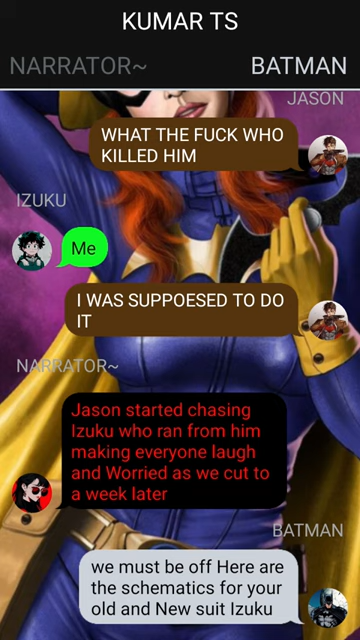 KUMAR TS
NARRATOR~ BATMAN
JASON
WHAT THE FUCK WHO
KILLED HIM
IZUKU
Me
I WAS SUPPOESED TO DO
IT
NARRATOR~
Jason started chasing
Izuku who ran from him
making everyone laugh
and Worried as we cut to
a week later
BATMAN
we must be off Here are
the schematics for your
old and New suit Izuku